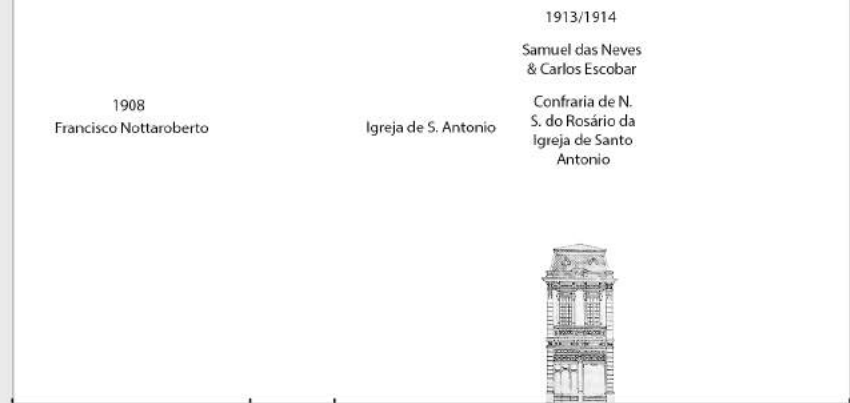 1908
Francisco Nottaroberto
Igreja de S. Antonio
1913/1914
Samuel das Neves
& Carlos Escobar
Confraria de N.
S. do Rosário da
Igreja de Santo
Antonio